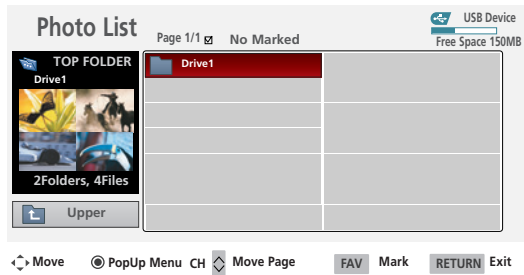 Photo List
Page 1/1 No Marked
USB Device
Free Space 150MB
TOP FOLDER
Drive1
2Folders, 4Files
Upper
Drive1
Move PopUp Menu CH Move Page FAV Mark RETURN Exit